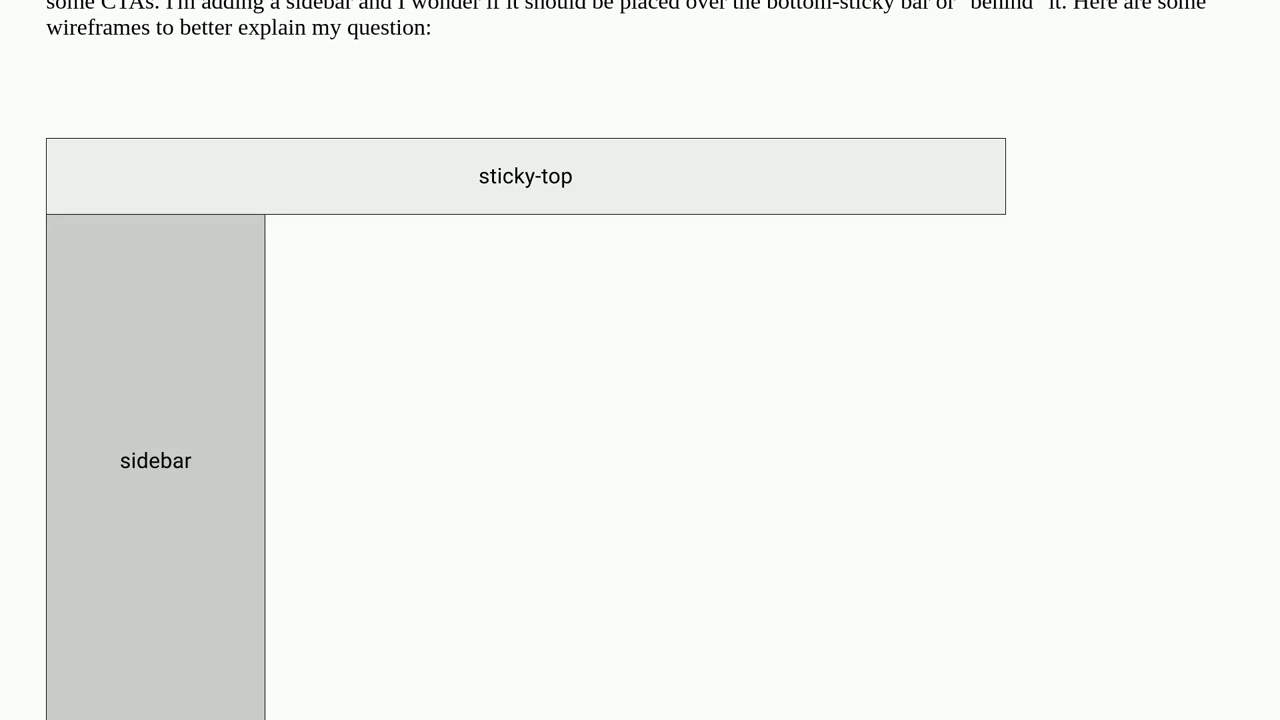 some CTAs. I'm adding a sidebar and I wonder if it should be placed over the bottom-sticky bar or "behind" it. Here are some
wireframes to better explain my question:
sticky-top
sidebar